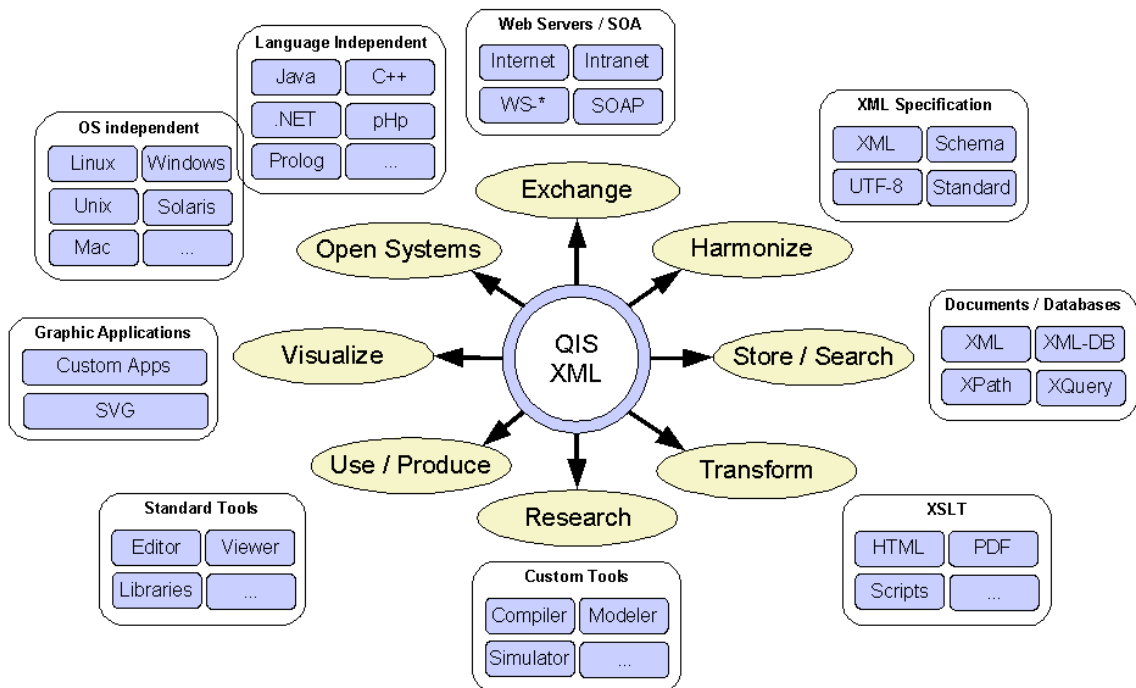 Web Servers / SOA
Internet
Intranet
WS-*
SOAP
Language Independent
Java
C++
.NET
pHp
Prolog
...
OS independent
Linux
Windows
Unix
Solaris
Mac
...
XML Specification
XML
Schema
UTF-8
Standard
Exchange
Open Systems
Harmonize
Graphic Applications
Custom Apps
SVG
Visualize
QIS
XML
Store / Search
Documents / Databases
XML
XML-DB
XPath
XQuery
Use / Produce
Transform
Research
Standard Tools
Editor
Viewer
Libraries
...
Custom Tools
Compiler
Modeler
Simulator
...
XSLT
HTML
PDF
Scripts
...